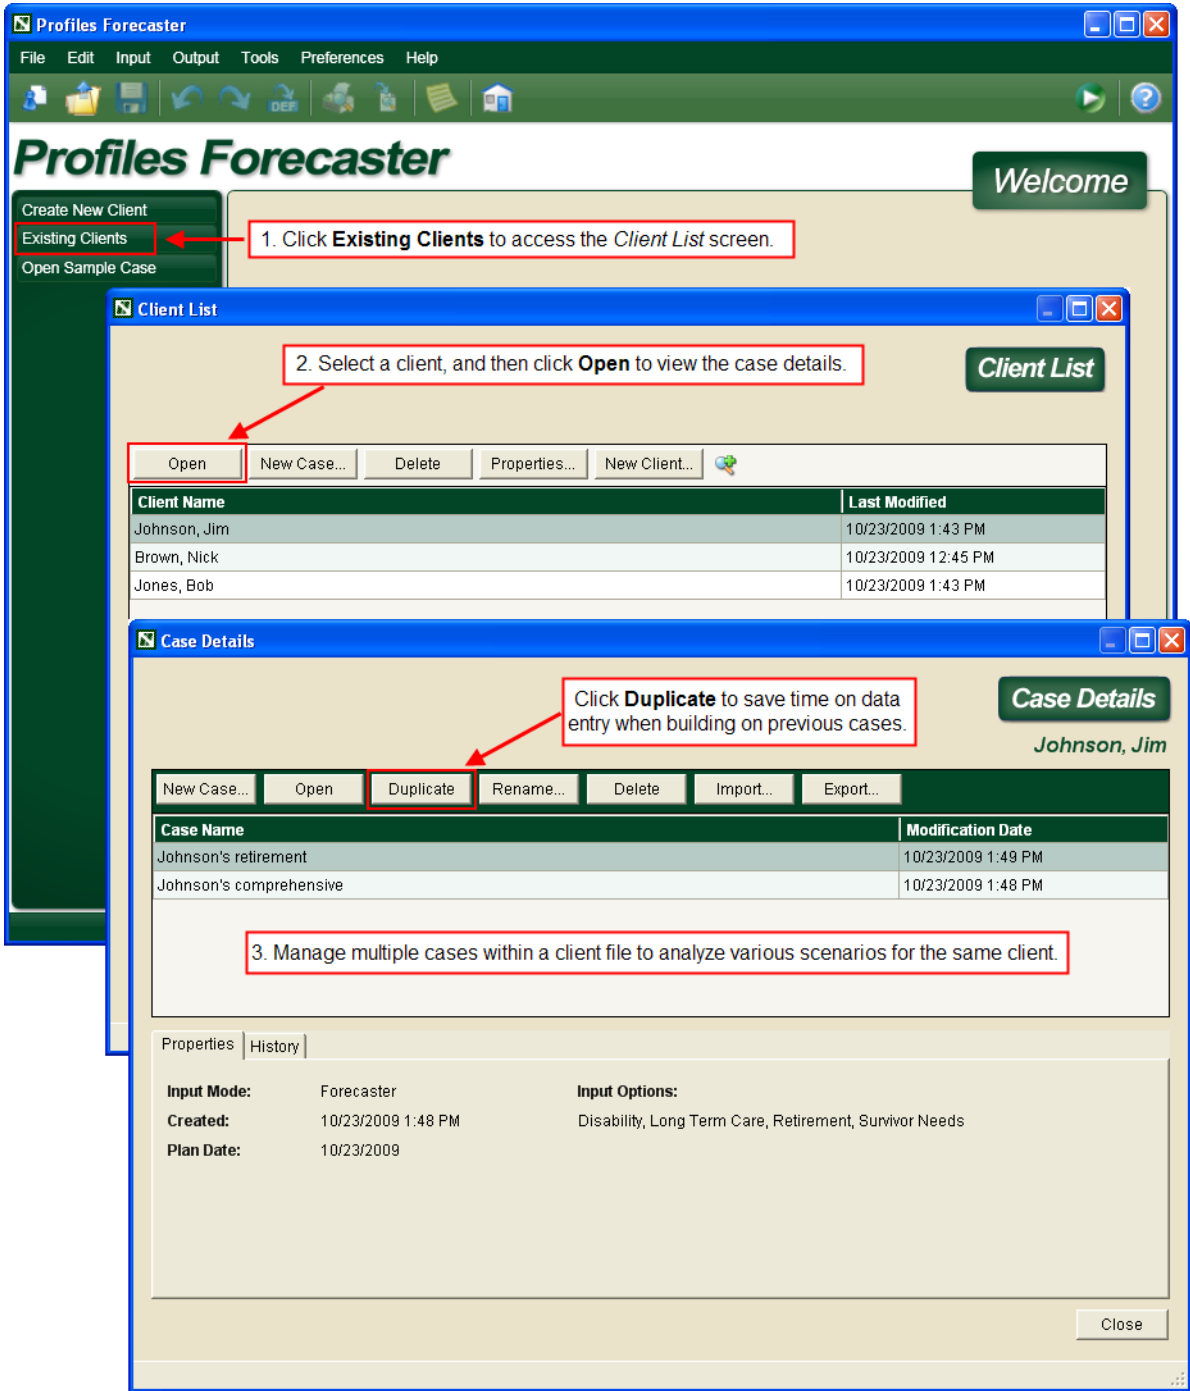 Profiles Forecaster
File Edit Input Output Tools Preferences Help
DEF
Profiles Forecaster
Welcome
Create New Client
Existing Clients
Open Sample Case
1. Click Existing Clients to access the Client List screen.
Client List
2. Select a client, and then click Open to view the case details.
Client List
Open New Case... Delete Properties... New Client...
Client Name Last Modified
Johnson, Jim 10/23/2009 1:43 PM
Brown, Nick 10/23/2009 12:45 PM
Jones, Bob 10/23/2009 1:43 PM
Case Details
Click Duplicate to save time on data
entry when building on previous cases.
Case Details
Johnson, Jim
New Case... Open Duplicate Rename... Delete Import... Export...
Case Name Modification Date
Johnson's retirement 10/23/2009 1:49 PM
Johnson's comprehensive 10/23/2009 1:48 PM
3. Manage multiple cases within a client file to analyze various scenarios for the same client.
Properties History
Input Mode: Forecaster Input Options:
Created: 10/23/2009 1:48 PM Disability, Long Term Care, Retirement, Survivor Needs
Plan Date: 10/23/2009
Close